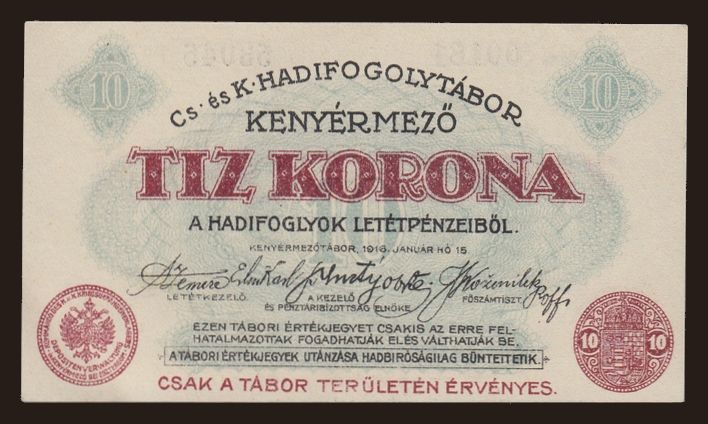 Cs. és K. HADIFOGOLYTÁBOR
KENYÉRMEZŐ
10
10
TIZ KORONA
A HADIFOGLYOK LETÉTPÉNZEIBŐL.
KENYÉRMEZŐTÁBOR, 1916. JANUÁR HÓ 15.
LETÉTKEZELŐ.
A KEZELŐ
ÉS PÉNZTÁRIBIZOTTSÁG ELNÖKE
FŐSZÁMTISZT.
EZEN TÁBORI ÉRTÉKJEGYET CSAKIS AZ ERRE FEL-
HATALMAZOTTAK FOGADHATJÁK EL ÉS VÁLTHATJÁK BE.
A TÁBORI ÉRTÉKJEGYEK UTÁNZÁSA HADBIRÓSÁGILAG BÜNTETTETIK.
CSAK A TÁBOR TERÜLETÉN ÉRVÉNYES.
DEPOSITENVERWALTUNG
10
10